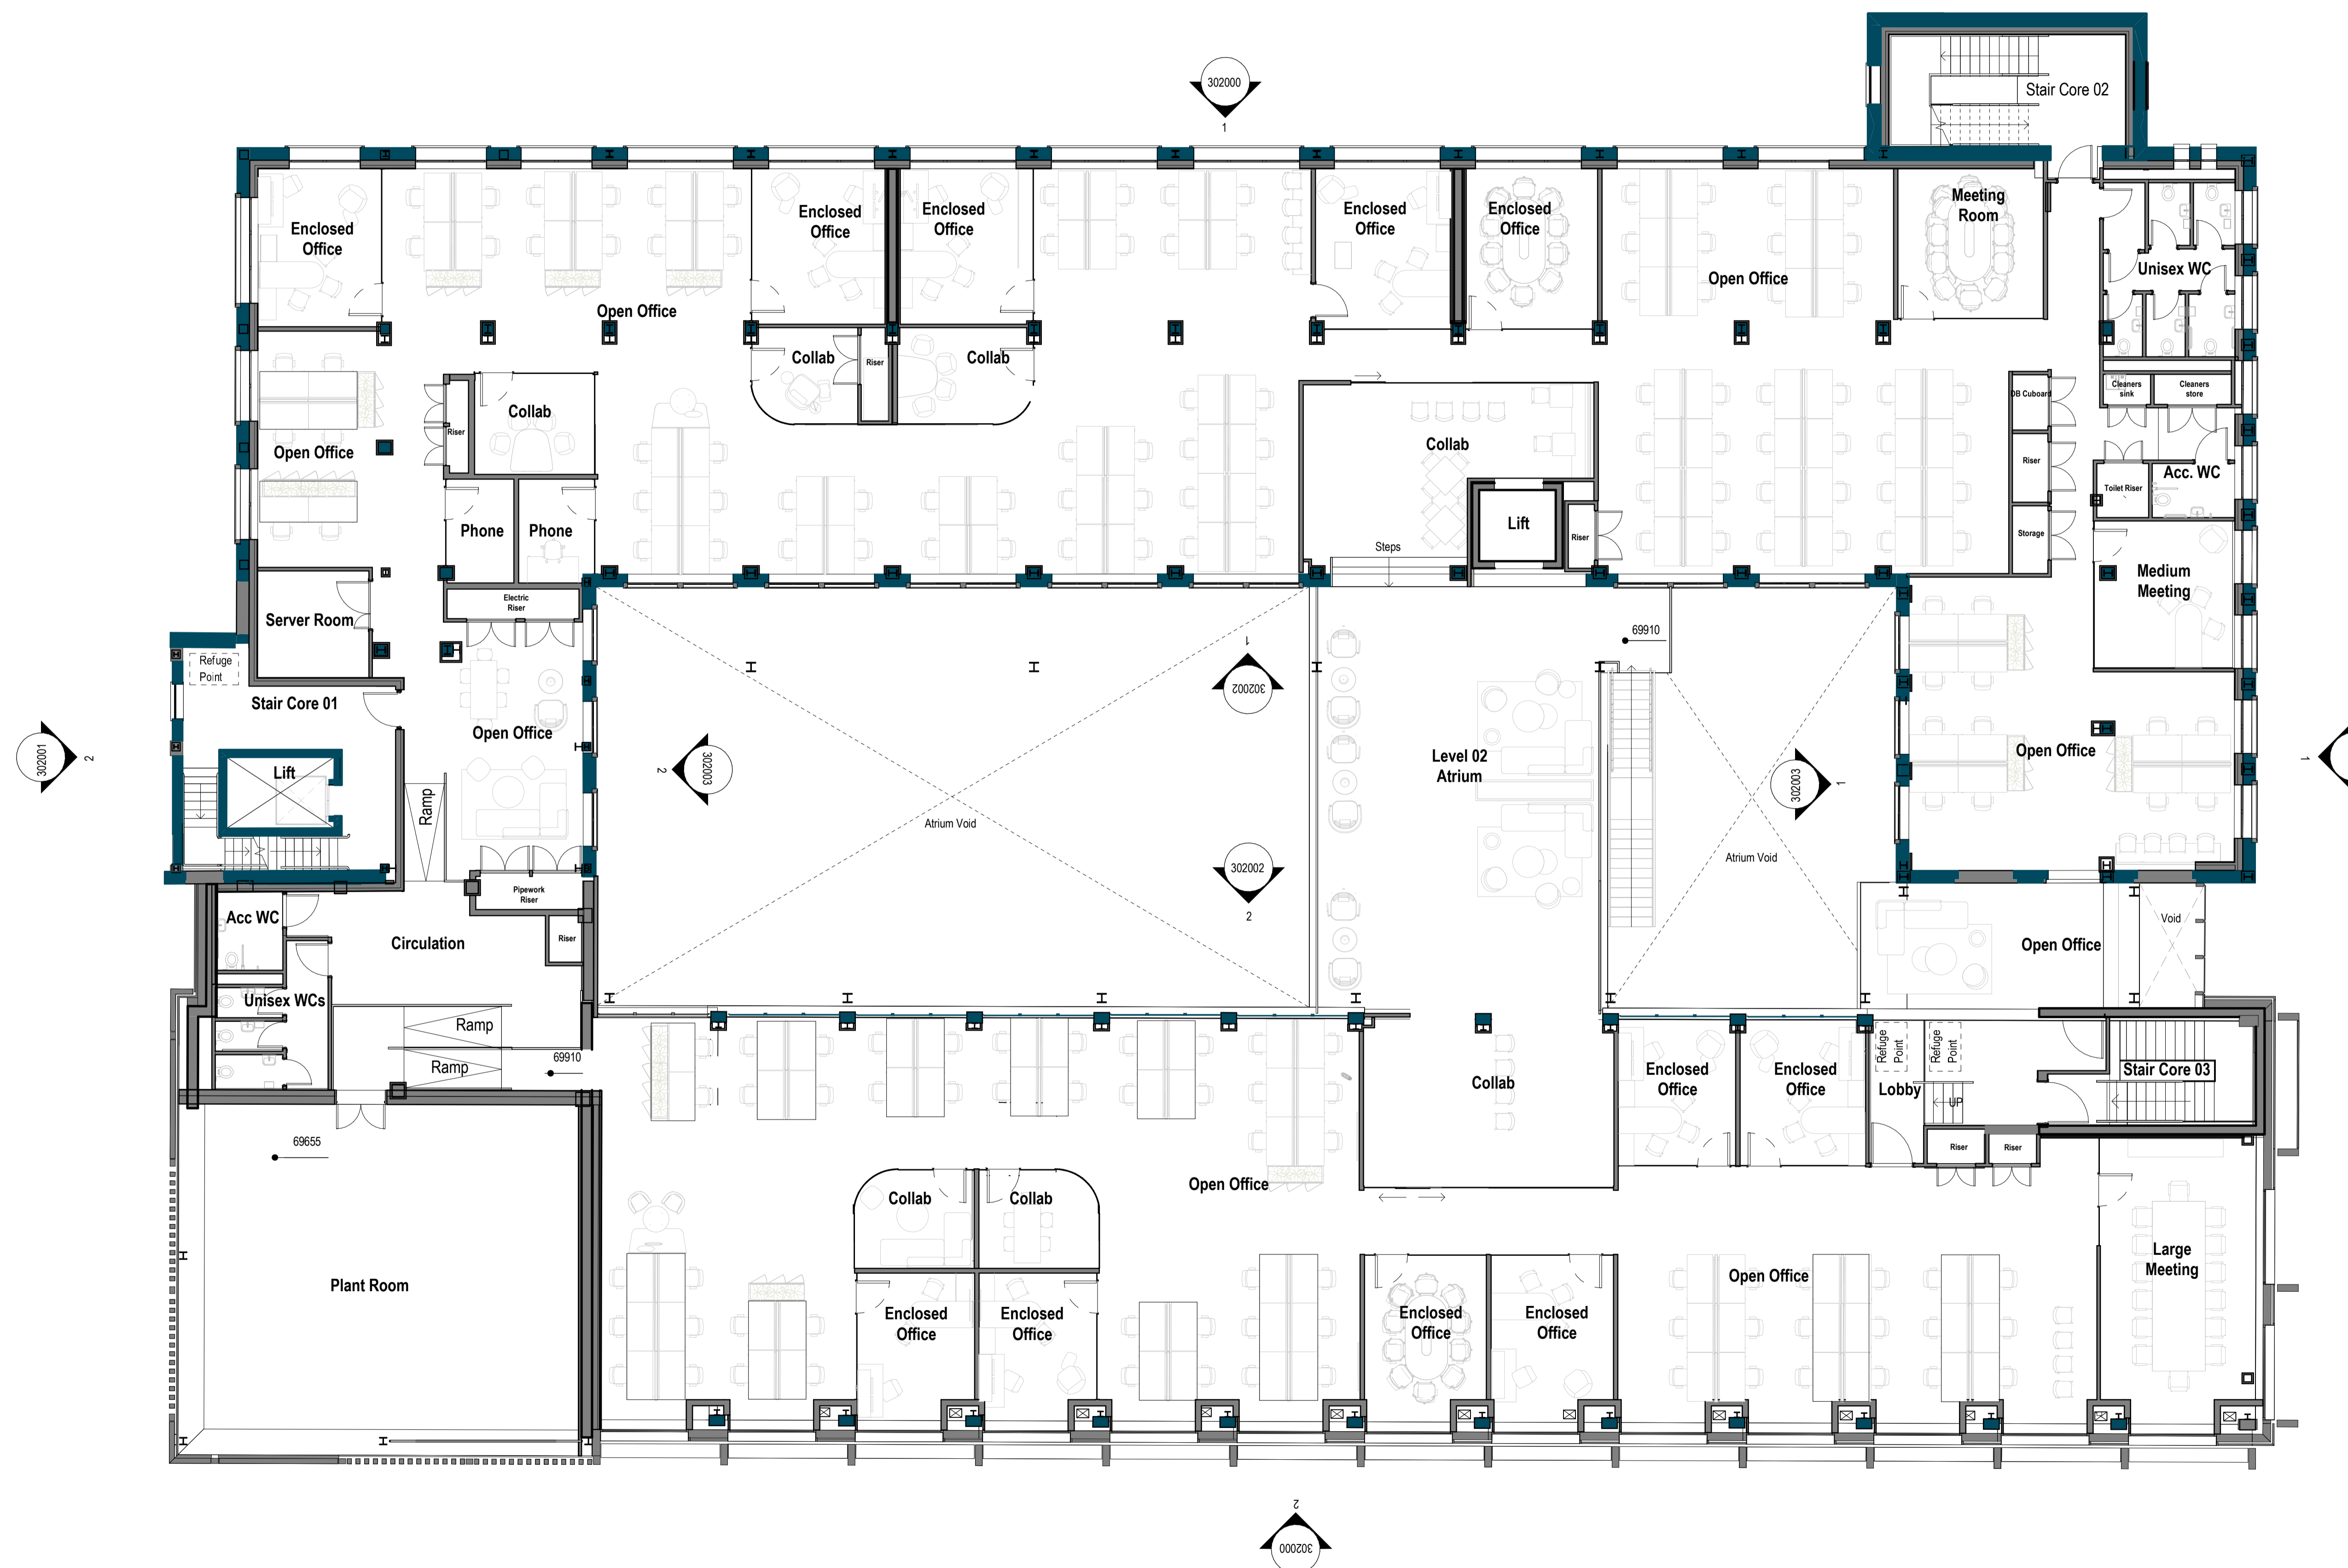 302000
1
Stair Core 02
Enclosed
Office
Enclosed
Office
Enclosed
Office
Enclosed
Office
Enclosed
Office
Meeting
Room
Open Office
Open Office
Unisex WC
Collab
Riser
Collab
Collab
Riser
Open Office
Collab
DB Cuboard
Cleaners
sink
Cleaners
store
Riser
Acc. WC
Toilet Riser
Phone
Phone
Lift
Riser
Storage
Steps
Medium
Meeting
Electric
Riser
Server Room
Refuge
Point
Stair Core 01
69910
1
302002
Open Office
Level 02
Atrium
Open Office
302001
2
2
302003
302003
1
1
Lift
Ramp
Atrium Void
Atrium Void
302002
2
Pipework
Riser
Acc WC
Circulation
Riser
Void
Open Office
Unisex WCs
Ramp
Ramp
69910
Collab
Enclosed
Office
Enclosed
Office
Refuge
Point
Refuge
Point
Lobby
UP
Stair Core 03
69655
Riser
Riser
Open Office
Collab
Collab
Plant Room
Large
Meeting
Open Office
Enclosed
Office
Enclosed
Office
Enclosed
Office
Enclosed
Office
2
302000